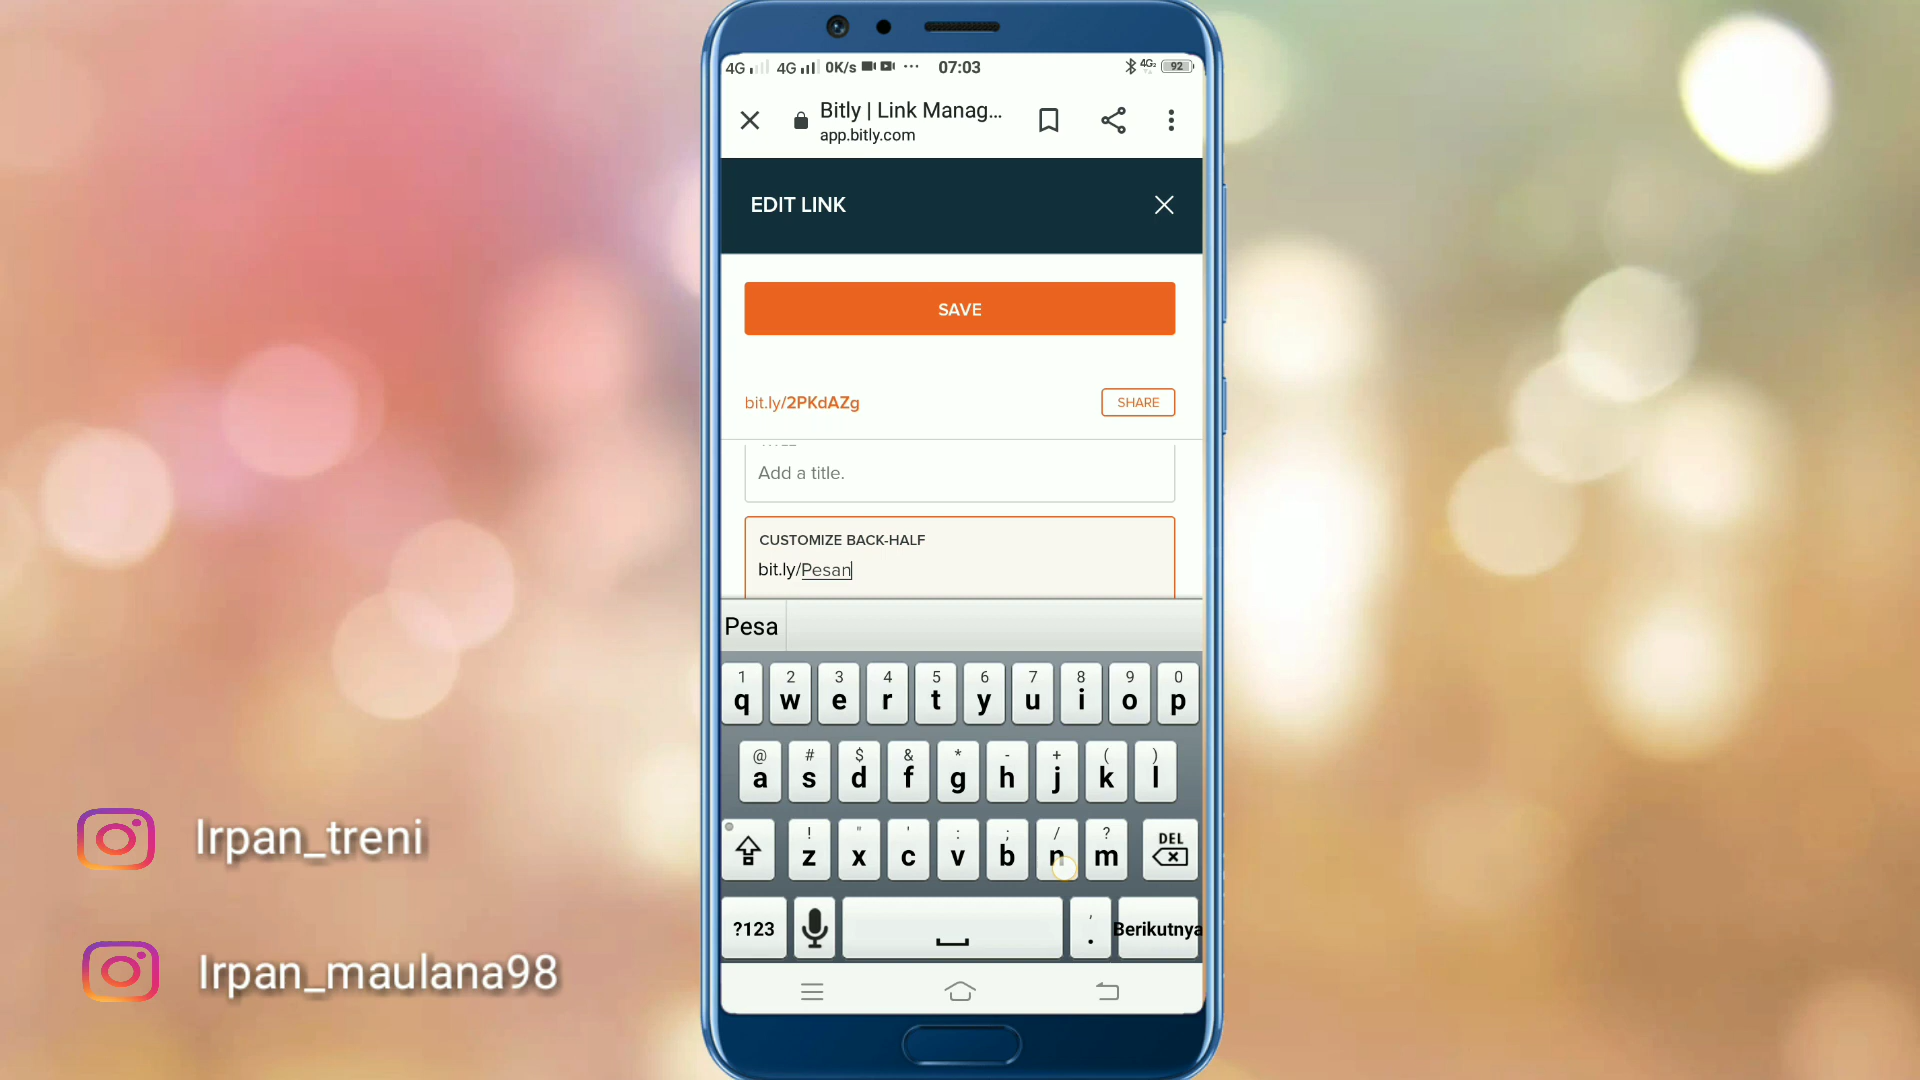 4G 4G 0K/s ... 07:03 4G 92
Bitly | Link Manag...
app.bitly.com
EDIT LINK
SAVE
bit.ly/2PKdAZg SHARE
Add a title.
CUSTOMIZE BACK-HALF
bit.ly/Pesan
Pesa
1 2 3 4 5 6 7 8 9 0
q w e r t y u i o p
@ # $ & * - + ( )
a s d f g h j k l
! " ' : ; / ?
z x c v b n m DEL
?123 , . Berikutnya
Irpan_treni
Irpan_maulana98